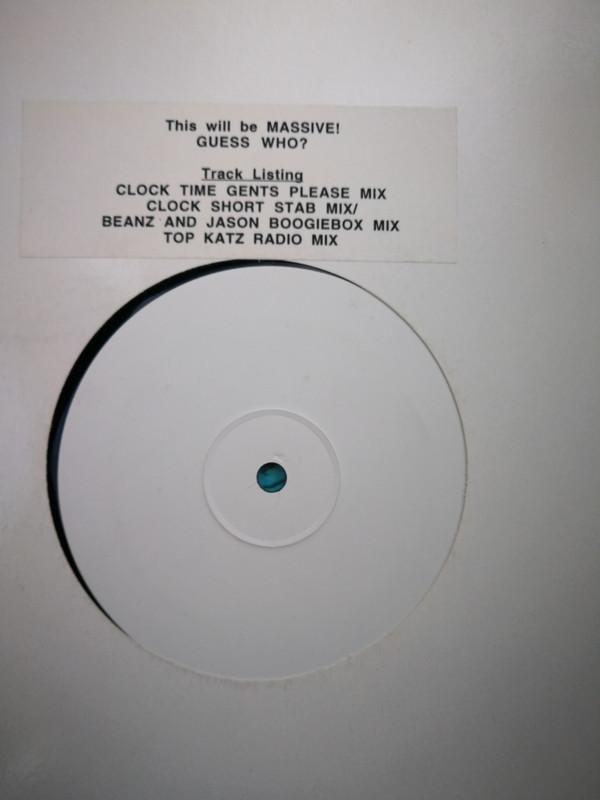 This will be MASSIVE!
GUESS WHO?
Track Listing
CLOCK TIME GENTS PLEASE MIX
CLOCK SHORT STAB MIX/
BEANZ AND JASON BOOGIEBOX MIX
TOP KATZ RADIO MIX